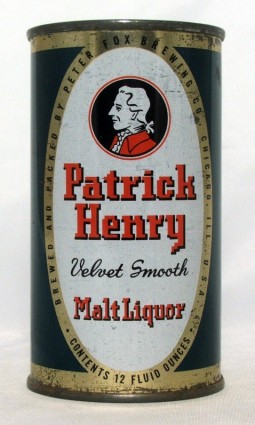 BREWED AND PACKED BY PETER FOX BREWING CO. CHICAGO, ILL. U.S.A.
Patrick
Henry
Velvet Smooth
Malt Liquor
• CONTENTS 12 FLUID OUNCES •